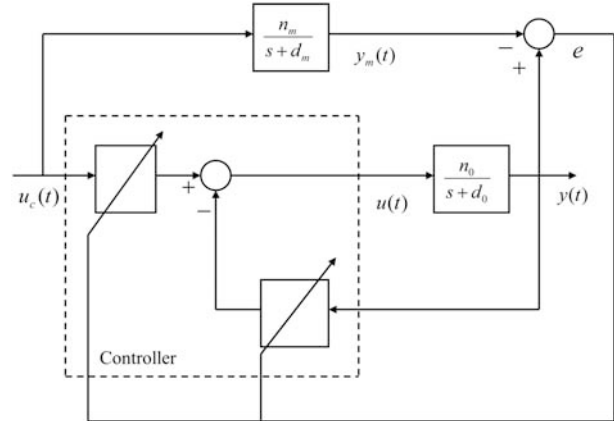 n_m
s + d_m
y_m(t)
−
+
e
u_c(t)
+
−
u(t)
n_0
s + d_0
y(t)
Controller